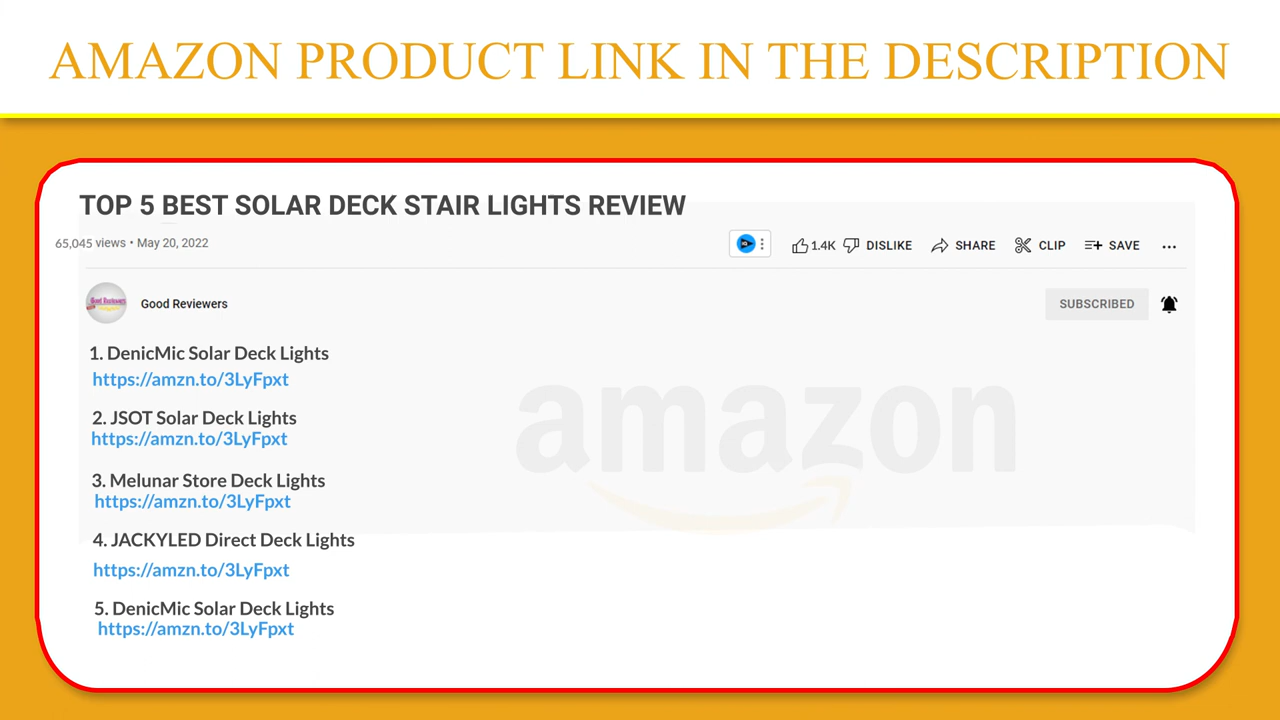 AMAZON PRODUCT LINK IN THE DESCRIPTION
TOP 5 BEST SOLAR DECK STAIR LIGHTS REVIEW
65,045 views • May 20, 2022
1.4K DISLIKE SHARE CLIP SAVE ...
Good Reviewers
SUBSCRIBED
1. DenicMic Solar Deck Lights
https://amzn.to/3LyFpxt
2. JSOT Solar Deck Lights
https://amzn.to/3LyFpxt
3. Melunar Store Deck Lights
https://amzn.to/3LyFpxt
4. JACKYLED Direct Deck Lights
https://amzn.to/3LyFpxt
5. DenicMic Solar Deck Lights
https://amzn.to/3LyFpxt
amazon